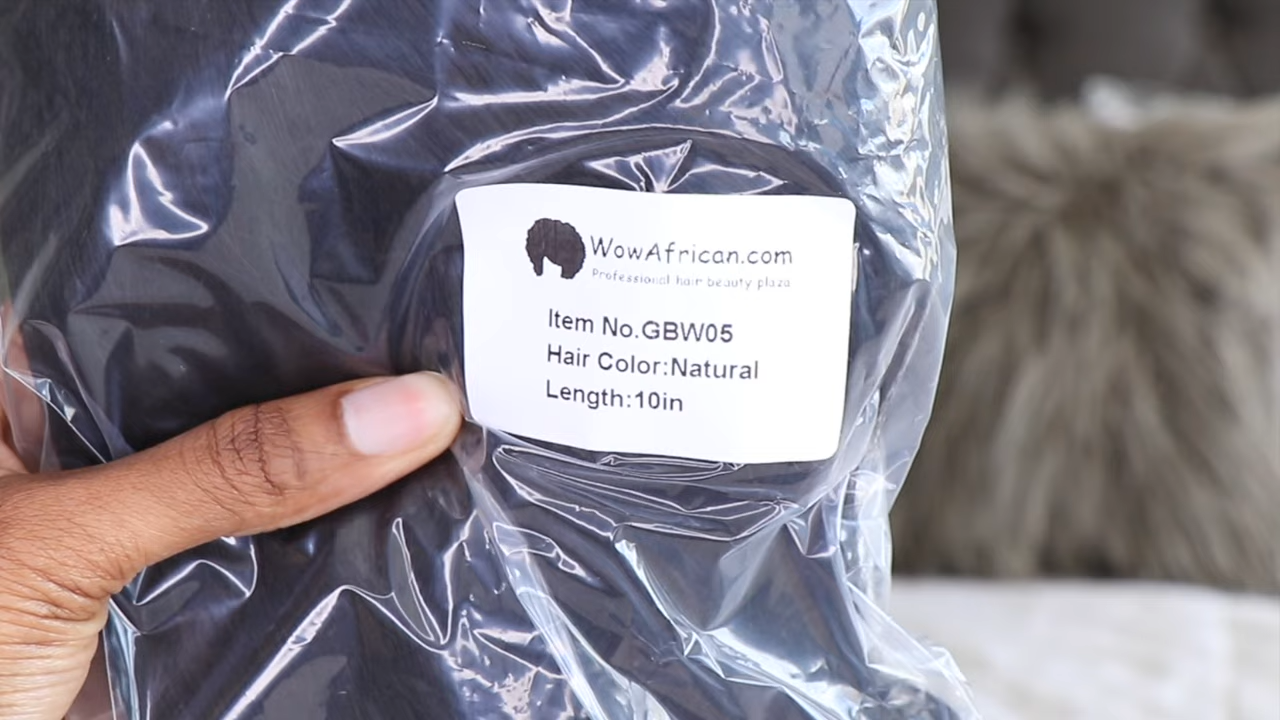 WowAfrican.com
Professional hair beauty plaza
Item No.GBW05
Hair Color:Natural
Length:10in